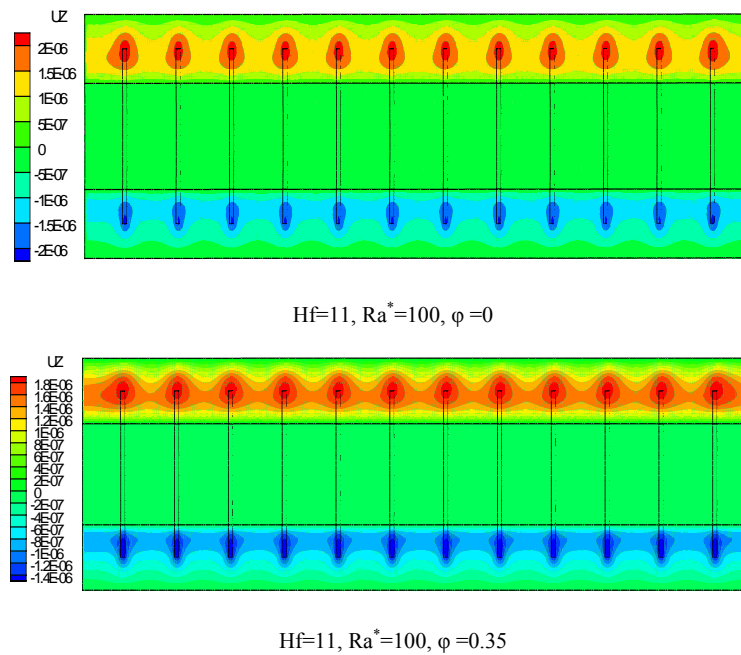 UZ
2E-06
1.5E-06
1E-06
5E-07
0
-5E-07
-1E-06
-1.5E-06
-2E-06
Hf=11, Ra*=100, φ =0
UZ
1.8E-06
1.6E-06
1.4E-06
1.2E-06
1E-06
8E-07
6E-07
4E-07
2E-07
0
-2E-07
-4E-07
-6E-07
-8E-07
-1E-06
-1.2E-06
-1.4E-06
Hf=11, Ra*=100, φ =0.35